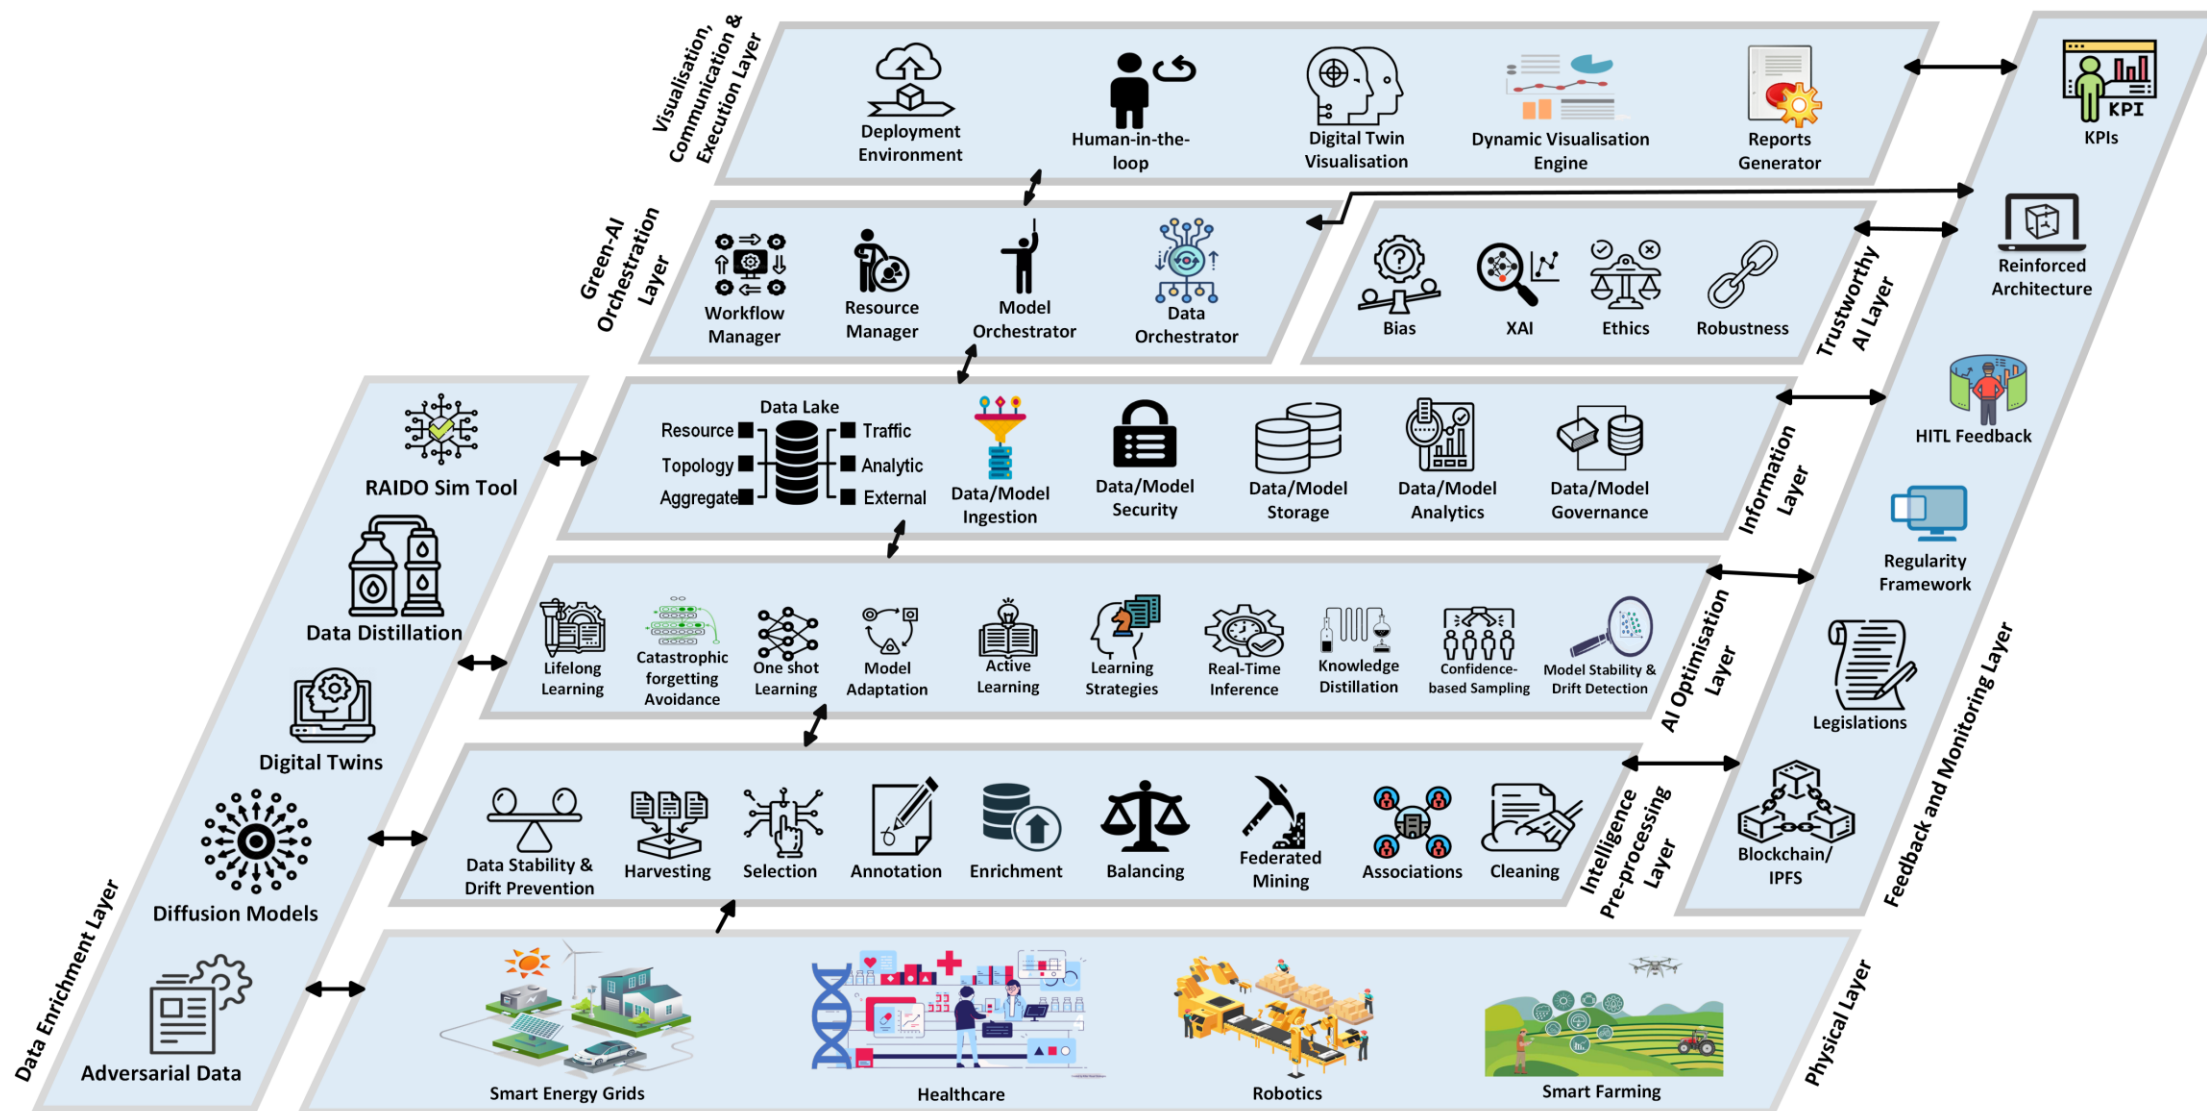 Visualisation,
Communication &
Execution Layer
Deployment
Environment
Human-in-the-
loop
Digital Twin
Visualisation
Dynamic Visualisation
Engine
Reports
Generator
KPI
KPIs
Green-AI
Orchestration
Layer
Workflow
Manager
Resource
Manager
Model
Orchestrator
Data
Orchestrator
Bias
XAI
Ethics
Robustness
Trustworthy
AI Layer
Reinforced
Architecture
RAIDO Sim Tool
Data Lake
Resource
Topology
Aggregate
Traffic
Analytic
External
Data/Model
Ingestion
Data/Model
Security
Data/Model
Storage
Data/Model
Analytics
Data/Model
Governance
Information
Layer
HITL Feedback
Regularity
Framework
Data Distillation
Lifelong
Learning
Catastrophic
forgetting
Avoidance
One shot
Learning
Model
Adaptation
Active
Learning
Learning
Strategies
Real-Time
Inference
Knowledge
Distillation
Confidence-
based Sampling
Model Stability &
Drift Detection
AI Optimisation
Layer
Legislations
Digital Twins
Data Stability &
Drift Prevention
Harvesting
Selection
Annotation
Enrichment
Balancing
Federated
Mining
Associations
Cleaning
Intelligence
Pre-processing
Layer
Blockchain/
IPFS
Feedback and Monitoring Layer
Diffusion Models
Adversarial Data
Data Enrichment Layer
Smart Energy Grids
Healthcare
Robotics
Smart Farming
Physical Layer